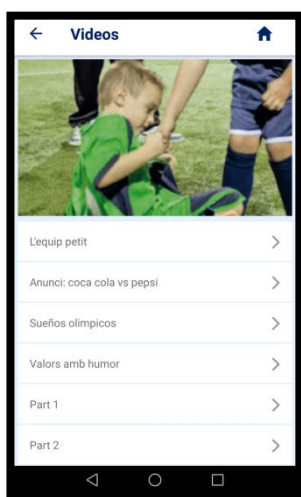 Videos
L'equip petit
Anunci: coca cola vs pepsi
Sueños olimpicos
Valors amb humor
Part 1
Part 2